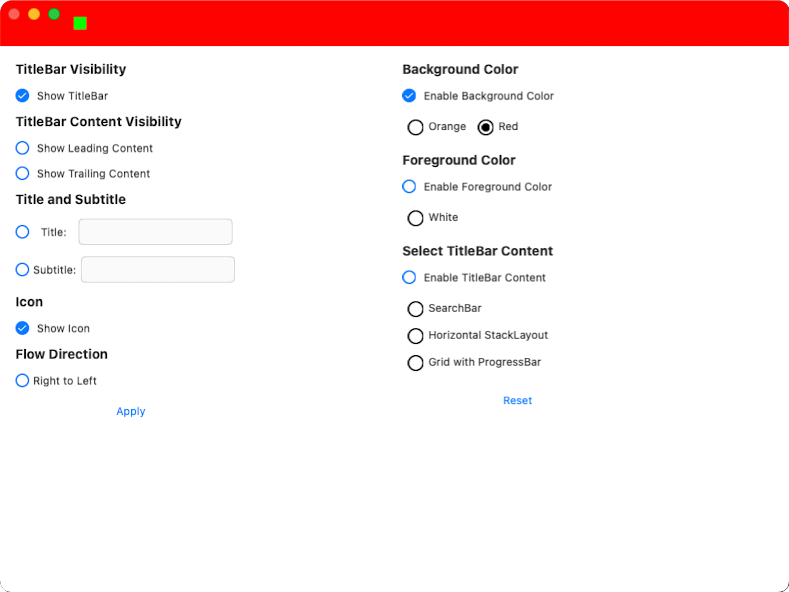 TitleBar Visibility
Show TitleBar
TitleBar Content Visibility
Show Leading Content
Show Trailing Content
Title and Subtitle
Title:
Subtitle:
Icon
Show Icon
Flow Direction
Right to Left
Apply
Background Color
Enable Background Color
Orange Red
Foreground Color
Enable Foreground Color
White
Select TitleBar Content
Enable TitleBar Content
SearchBar
Horizontal StackLayout
Grid with ProgressBar
Reset